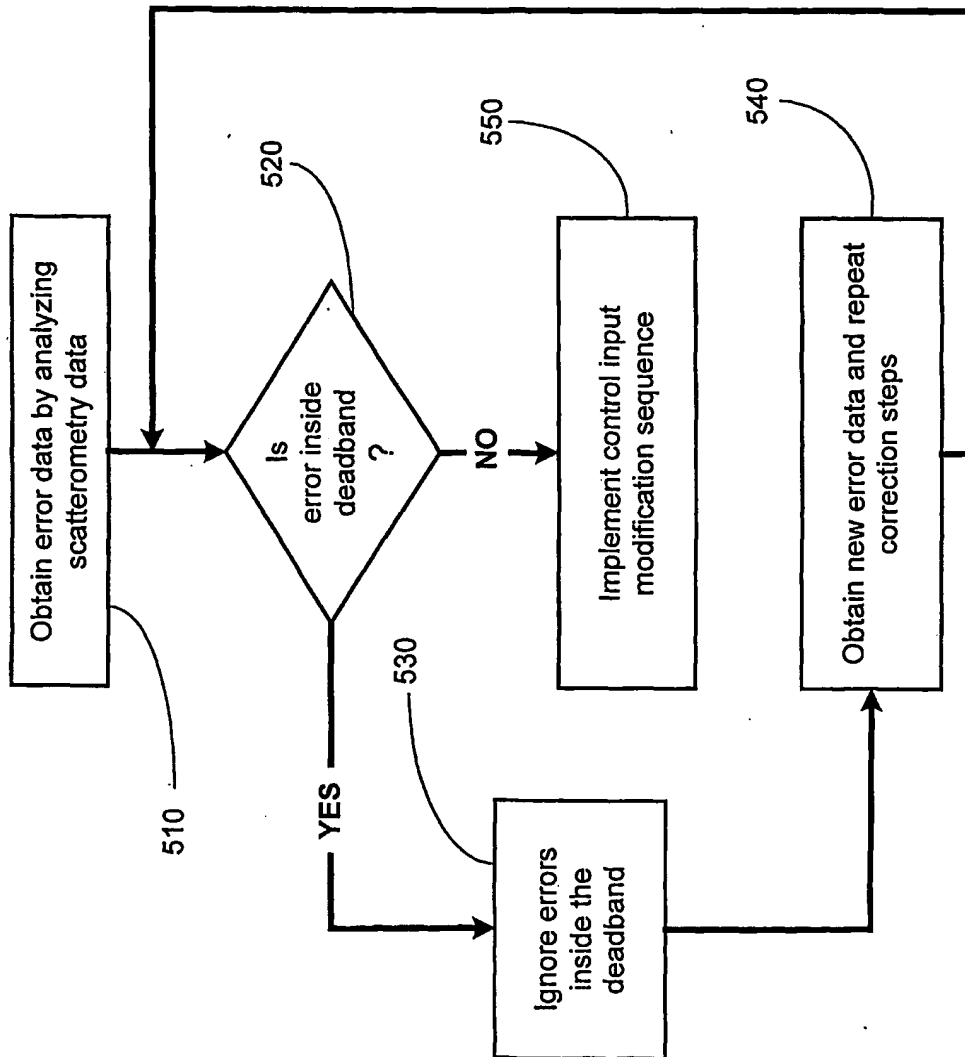 Obtain error data by analyzing
scatterometry data
510
Is
error inside
deadband
?
520
YES
NO
530
Ignore errors
inside the
deadband
Implement control input
modification sequence
550
Obtain new error data and repeat
correction steps
540